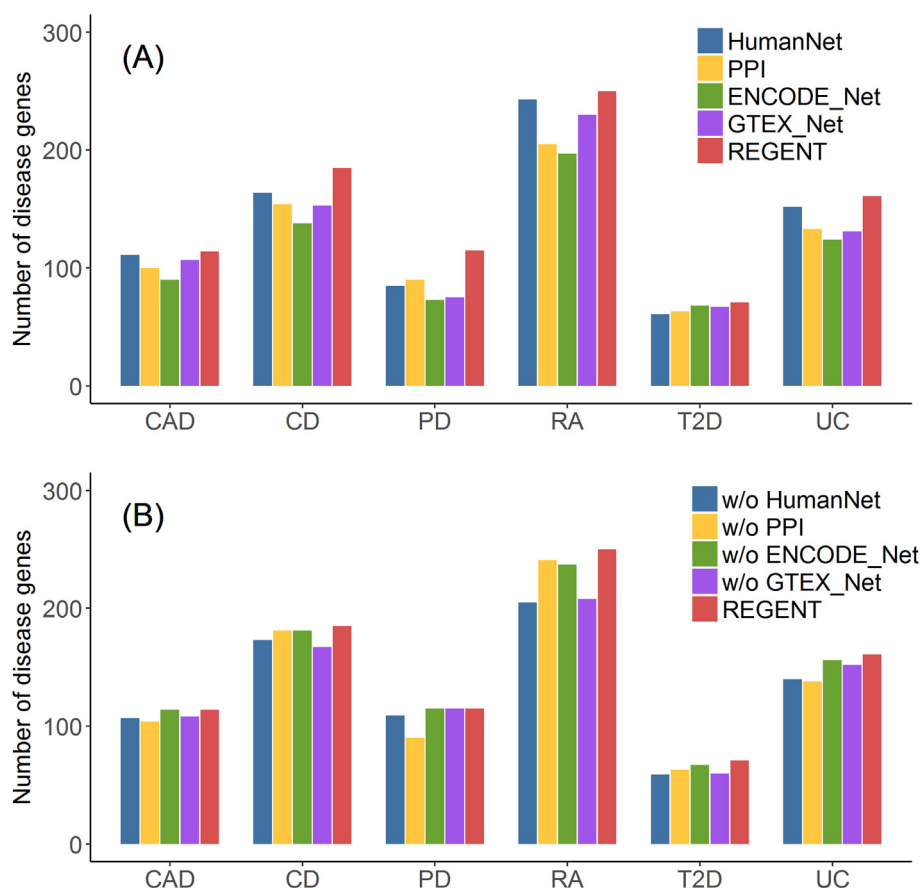 300
(A)
HumanNet
PPI
ENCODE_Net
GTEX_Net
REGENT
200
100
0
Number of disease genes
CAD CD PD RA T2D UC
300
(B)
w/o HumanNet
w/o PPI
w/o ENCODE_Net
w/o GTEX_Net
REGENT
200
100
0
Number of disease genes
CAD CD PD RA T2D UC